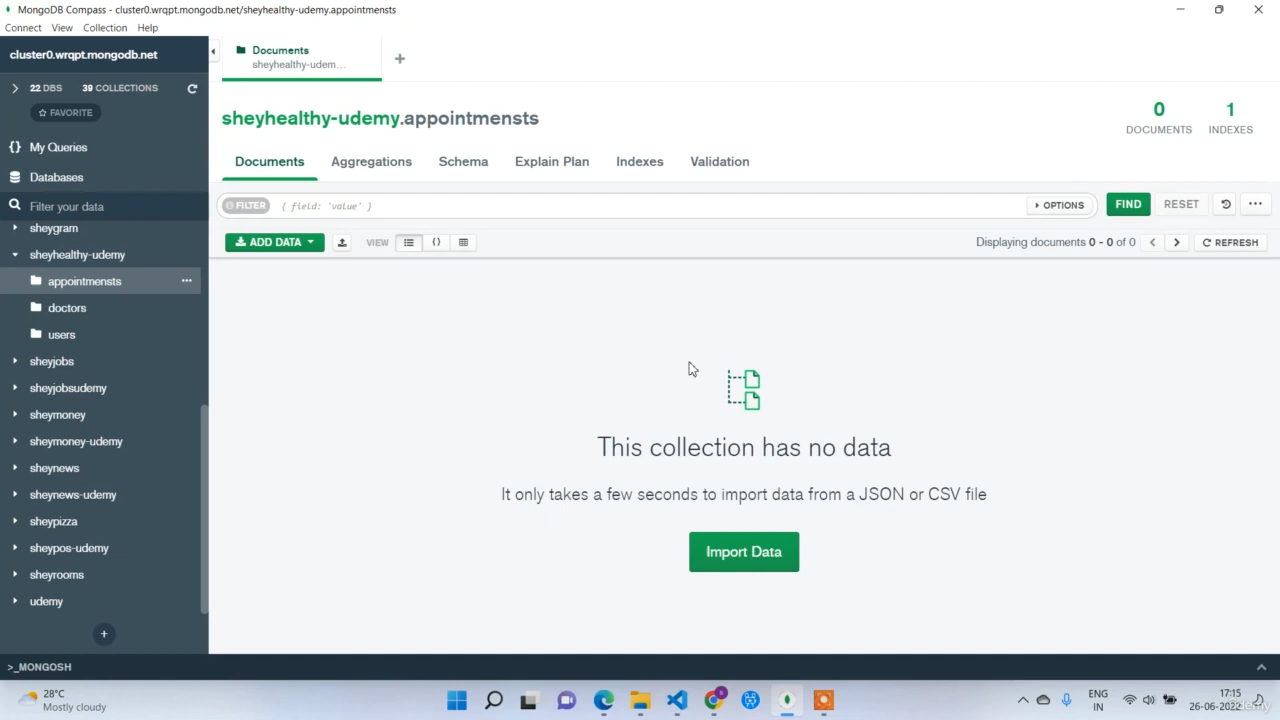 MongoDB Compass - cluster0.wrqpt.mongodb.net/sheyhealthy-udemy.appointmensts
Connect View Collection Help
cluster0.wrqpt.mongodb.net
Documents
sheyhealthy-udem...
22 DBS 39 COLLECTIONS
FAVORITE
sheyhealthy-udemy.appointmensts
0 1
DOCUMENTS INDEXES
My Queries
Documents Aggregations Schema Explain Plan Indexes Validation
Databases
Filter your data
FILTER { field: 'value' } OPTIONS FIND RESET
ADD DATA VIEW {} Displaying documents 0 - 0 of 0 REFRESH
sheygram
sheyhealthy-udemy
appointmensts
doctors
users
sheyjobs
sheyjobsudemy
sheymoney
sheymoney-udemy
sheynews
sheynews-udemy
sheypizza
sheypos-udemy
sheyrooms
udemy
This collection has no data
It only takes a few seconds to import data from a JSON or CSV file
Import Data
>_MONGOSH
28°C
Mostly cloudy
ENG
IN
17:15
26-06-2022